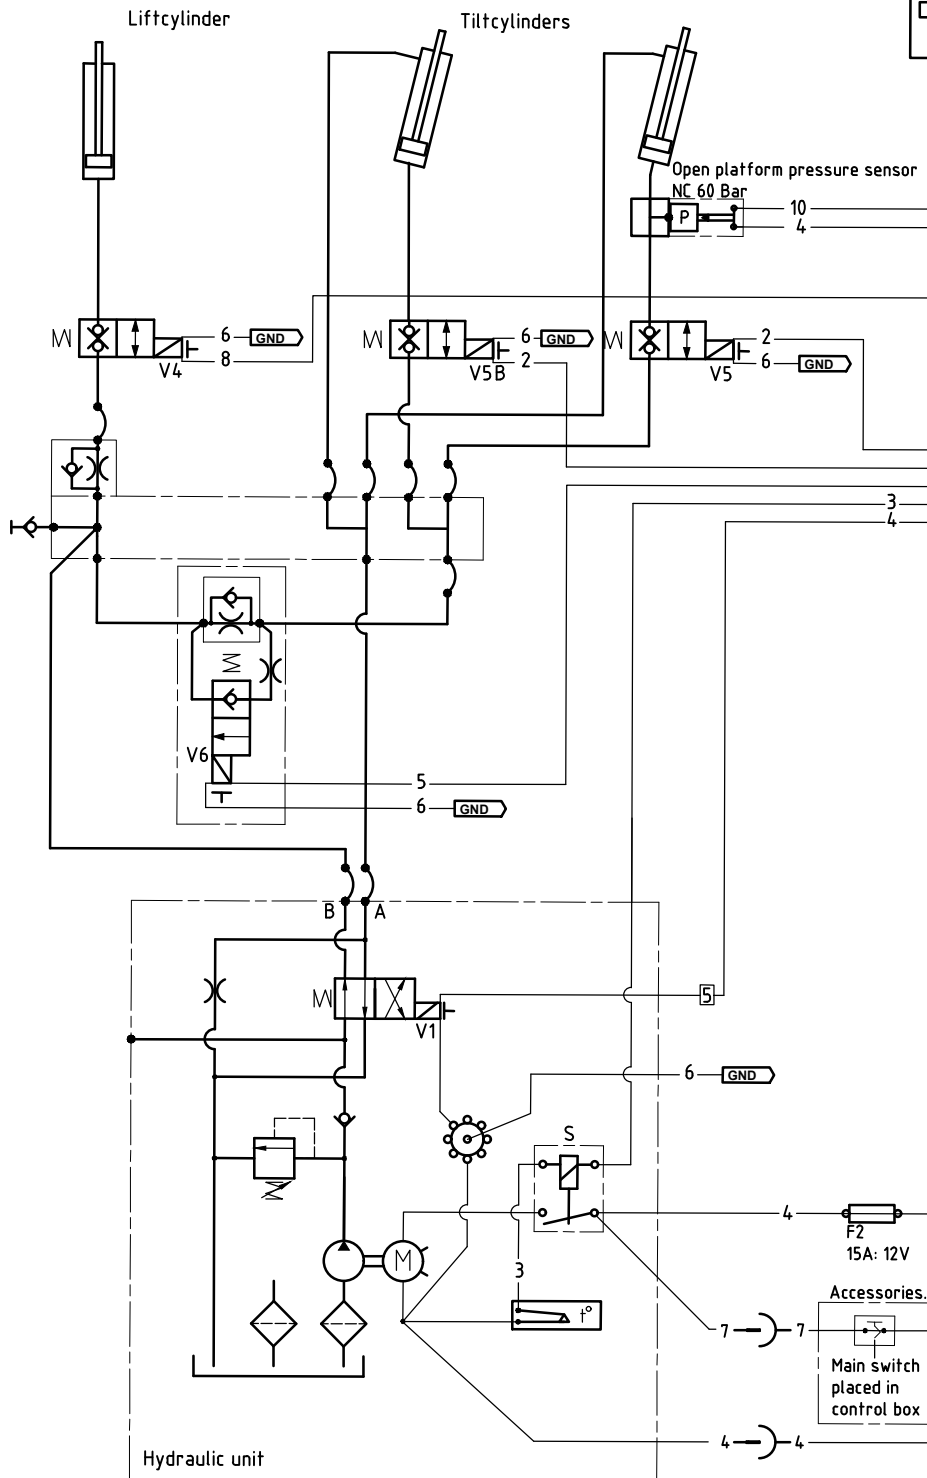 Liftcylinder
Tiltcylinders
Open platform pressure sensor
NC 60 Bar
P
10
4
6 GND
8
V4
6 GND
2
V5B
2
6 GND
V5
3
4
V6
5
6 GND
B A
5
V1
6 GND
S
4
F2
15A: 12V
M
3
t°
Accessories.
7 7
Main switch
placed in
control box
4 4
Hydraulic unit